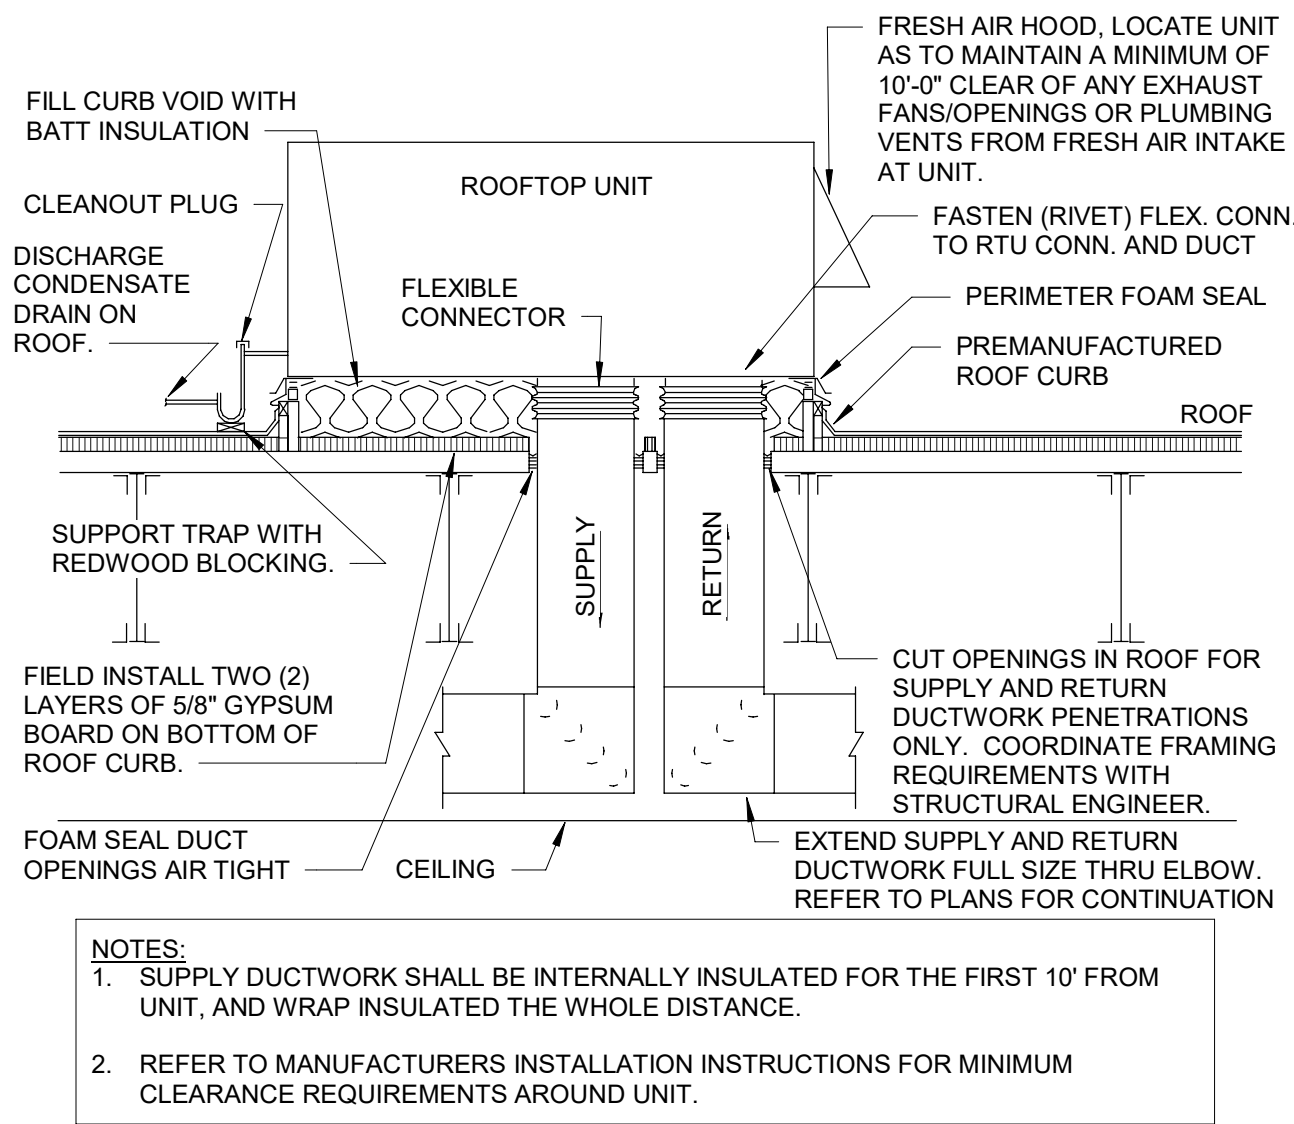 FRESH AIR HOOD, LOCATE UNIT
AS TO MAINTAIN A MINIMUM OF
10'-0" CLEAR OF ANY EXHAUST
FANS/OPENINGS OR PLUMBING
VENTS FROM FRESH AIR INTAKE
AT UNIT.
FILL CURB VOID WITH
BATT INSULATION
ROOFTOP UNIT
CLEANOUT PLUG
FASTEN (RIVET) FLEX. CONN.
TO RTU CONN. AND DUCT
DISCHARGE
CONDENSATE
DRAIN ON
ROOF.
FLEXIBLE
CONNECTOR
PERIMETER FOAM SEAL
PREMANUFACTURED
ROOF CURB
ROOF
SUPPORT TRAP WITH
REDWOOD BLOCKING.
SUPPLY
RETURN
FIELD INSTALL TWO (2)
LAYERS OF 5/8" GYPSUM
BOARD ON BOTTOM OF
ROOF CURB.
CUT OPENINGS IN ROOF FOR
SUPPLY AND RETURN
DUCTWORK PENETRATIONS
ONLY.  COORDINATE FRAMING
REQUIREMENTS WITH
STRUCTURAL ENGINEER.
FOAM SEAL DUCT
OPENINGS AIR TIGHT
CEILING
EXTEND SUPPLY AND RETURN
DUCTWORK FULL SIZE THRU ELBOW.
REFER TO PLANS FOR CONTINUATION
NOTES:
1. SUPPLY DUCTWORK SHALL BE INTERNALLY INSULATED FOR THE FIRST 10' FROM
UNIT, AND WRAP INSULATED THE WHOLE DISTANCE.
2. REFER TO MANUFACTURERS INSTALLATION INSTRUCTIONS FOR MINIMUM
CLEARANCE REQUIREMENTS AROUND UNIT.